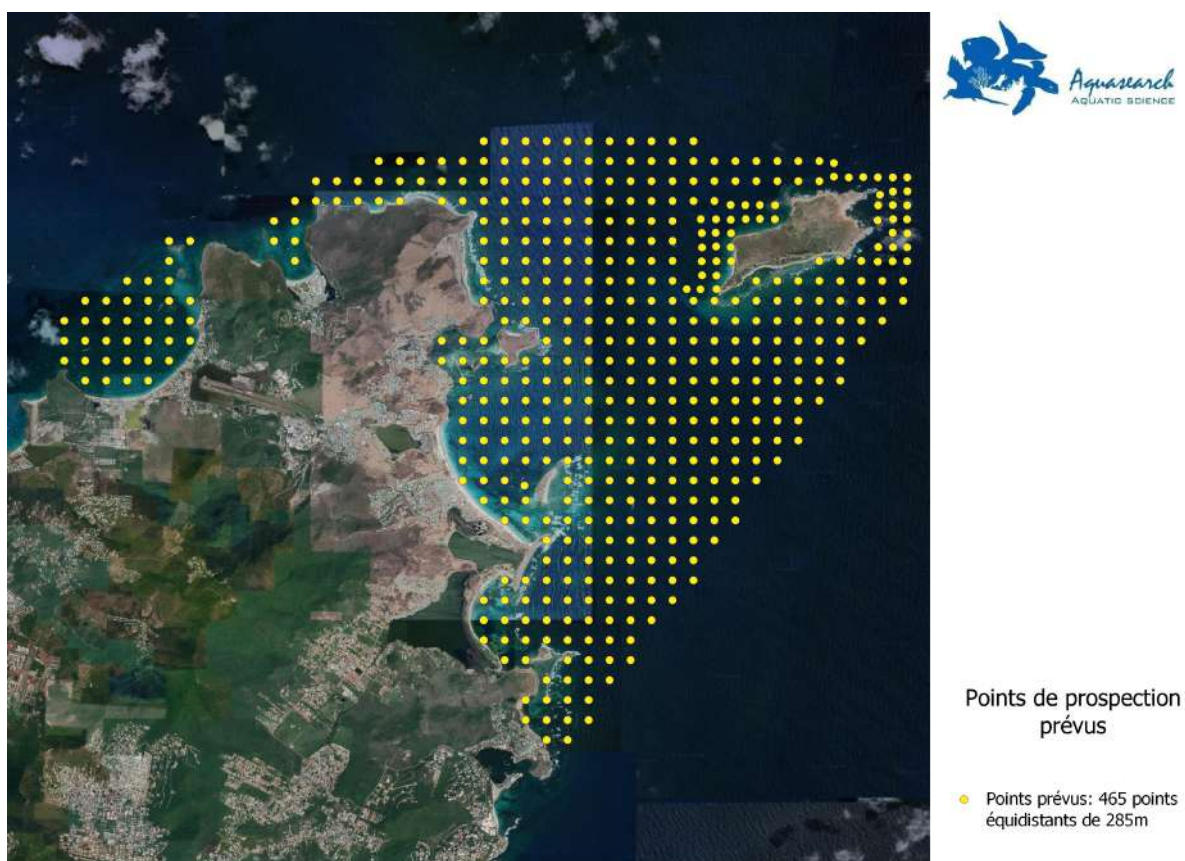 Aquasearch
AQUATIC SCIENCE
Points de prospection
prévus
Points prévus: 465 points
équidistants de 285m